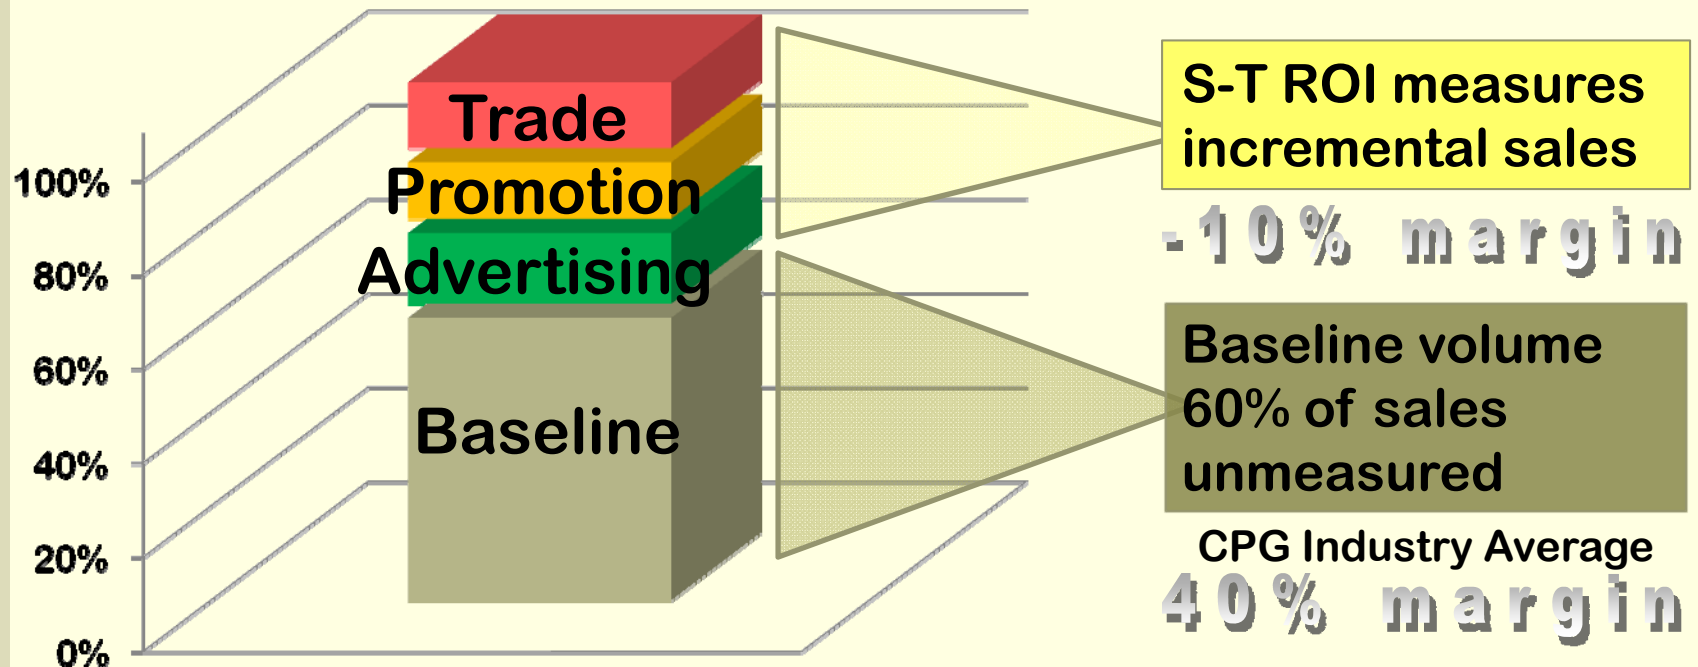 100%
80%
60%
40%
20%
0%
Trade
Promotion
Advertising
Baseline
S-T ROI measures
incremental sales
-10% margin
Baseline volume
60% of sales
unmeasured
CPG Industry Average
40% margin